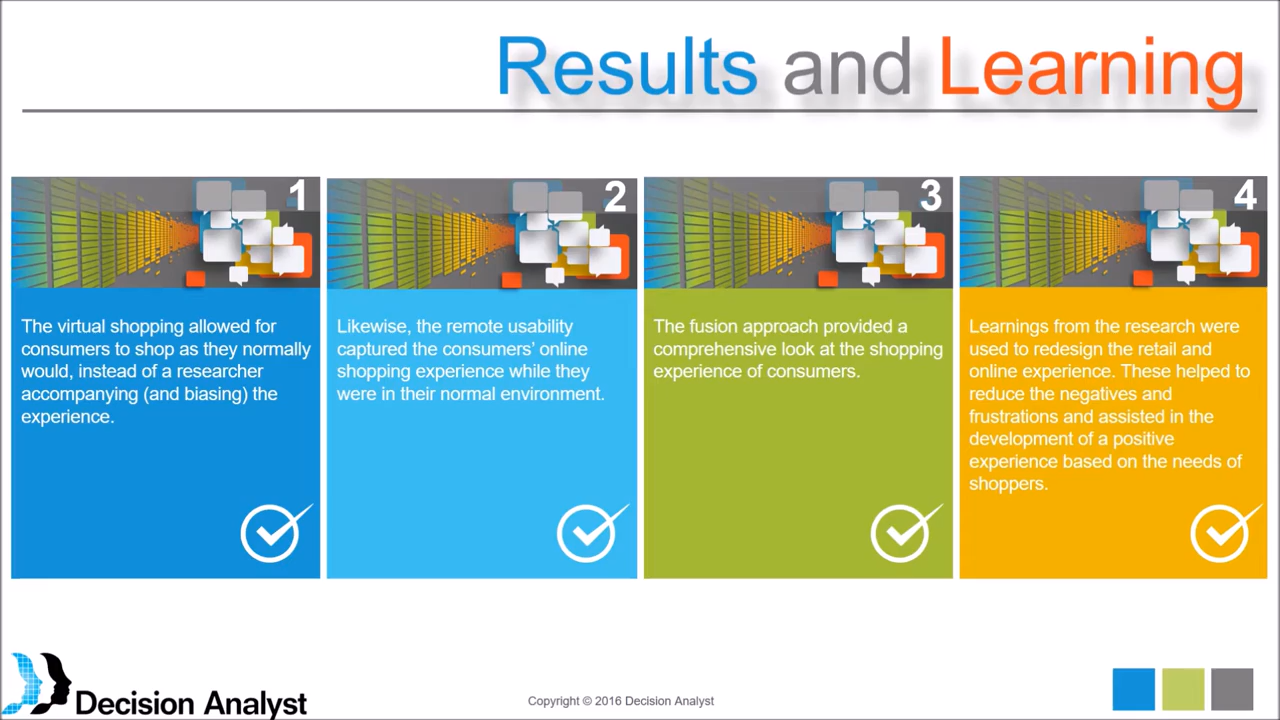 Results and Learning
1
The virtual shopping allowed for
consumers to shop as they normally
would, instead of a researcher
accompanying (and biasing) the
experience.
2
Likewise, the remote usability
captured the consumers’ online
shopping experience while they
were in their normal environment.
3
The fusion approach provided a
comprehensive look at the shopping
experience of consumers.
4
Learnings from the research were
used to redesign the retail and
online experience. These helped to
reduce the negatives and
frustrations and assisted in the
development of a positive
experience based on the needs of
shoppers.
Decision Analyst
Copyright © 2016 Decision Analyst